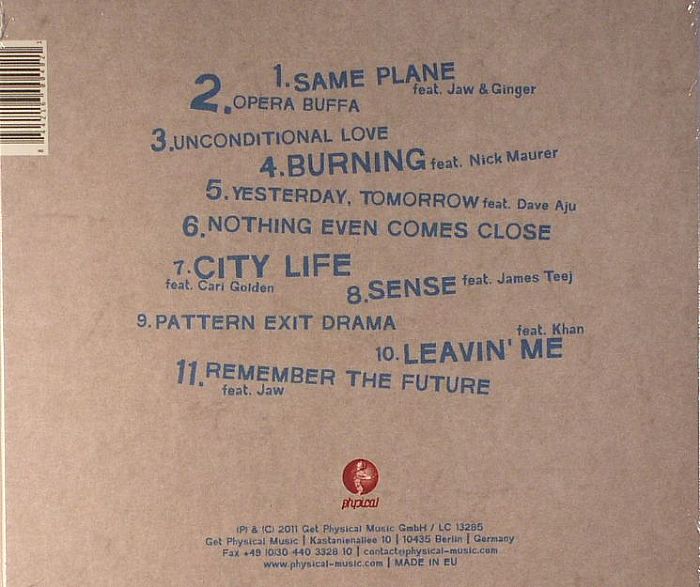 1. SAME PLANE
feat. Jaw & Ginger
2. OPERA BUFFA
3. UNCONDITIONAL LOVE
4. BURNING feat. Nick Maurer
5. YESTERDAY, TOMORROW feat. Dave Aju
6. NOTHING EVEN COMES CLOSE
7. CITY LIFE
feat. Cari Golden
8. SENSE feat. James Teej
9. PATTERN EXIT DRAMA
feat. Khan
10. LEAVIN' ME
11. REMEMBER THE FUTURE
feat. Jaw
physical
(P) & (C) 2011 Get Physical Music GmbH / LC 13285
Get Physical Music | Kastanienallee 10 | 10435 Berlin | Germany
Fax +49 (0)30 440 3328 10 | contact@physical-music.com
www.physical-music.com | MADE IN EU